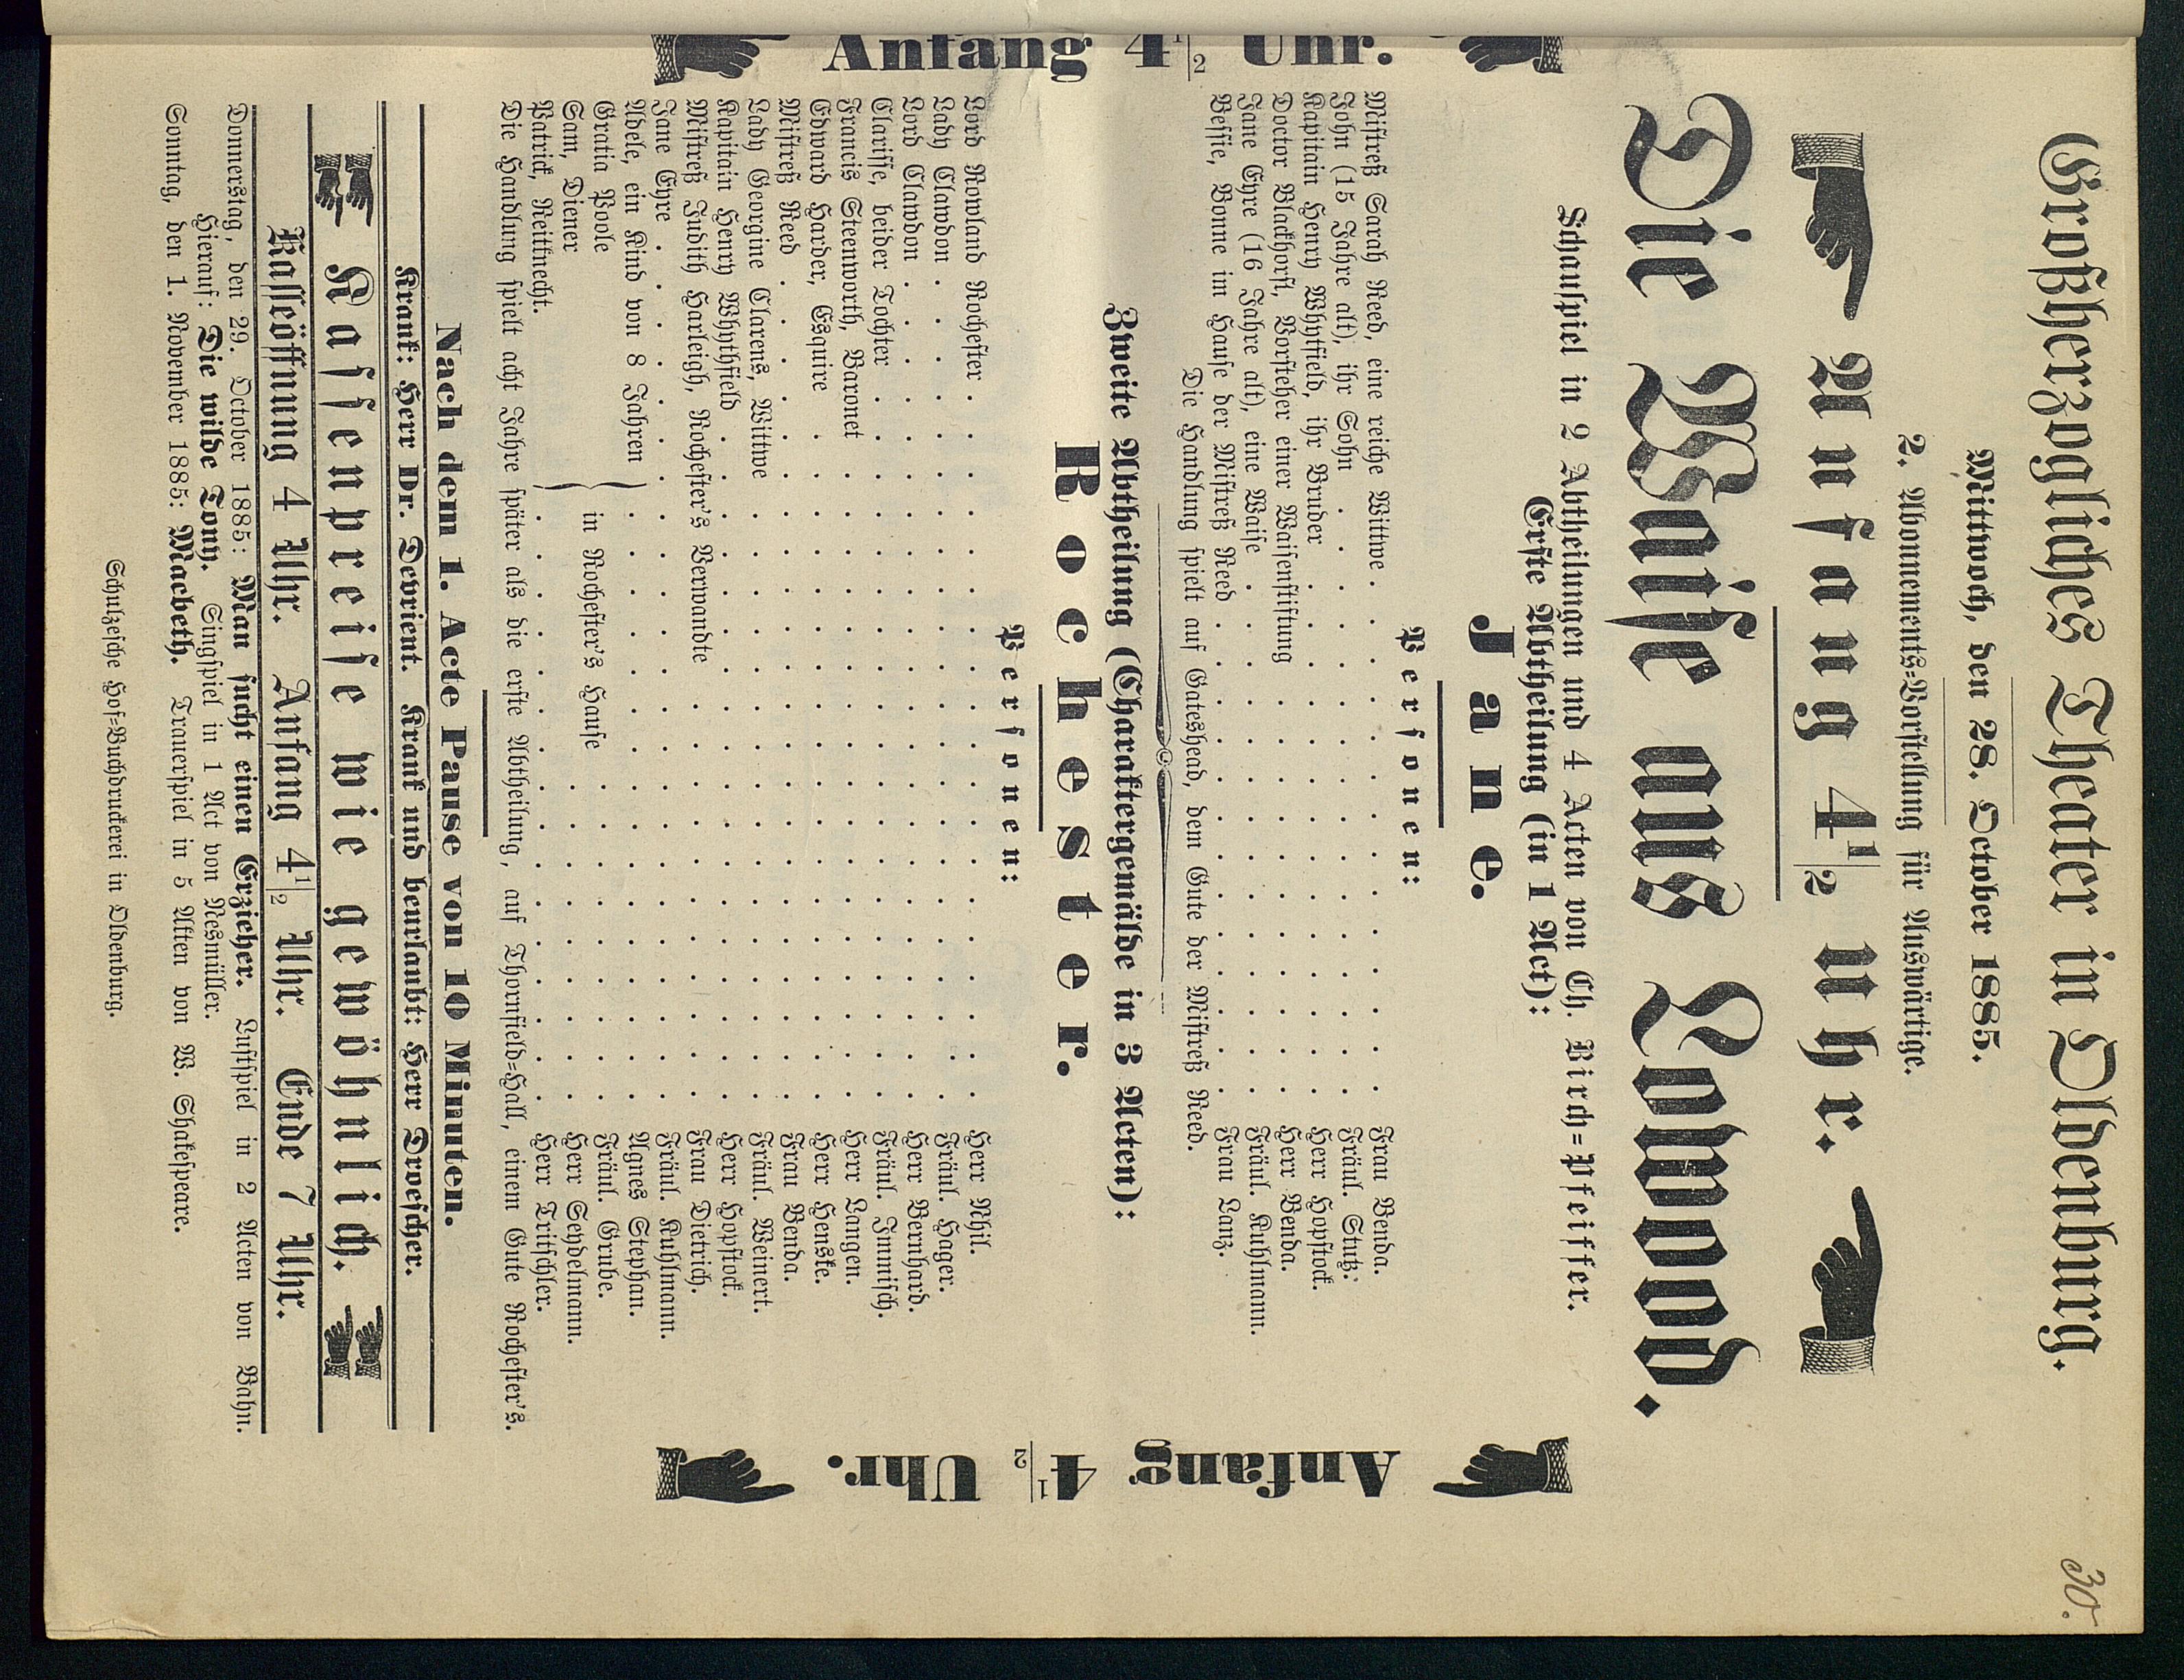 30.
Großherzogliches Theater in Oldenburg.
Mittwoch, den 28. October 1885.
2. Abonnements-Vorstellung für Auswärtige.
Anfang 4 1/2 Uhr.
Die Waise aus Lowood.
Schauspiel in 2 Abtheilungen und 4 Acten von Ch. Birch-Pfeiffer.
Erste Abtheilung (in 1 Act):
Jane.
Personen:
Mistreß Sarah Reed, eine reiche Wittwe . . . Frau Benda.
John (15 Jahre alt), ihr Sohn . . . Fräul. Stutz.
Kapitain Henry Whytfield, ihr Bruder . . . Herr Hopstock.
Doctor Blackhorst, Vorsteher einer Waisenstiftung . . . Herr Benda.
Jane Eyre (16 Jahre alt), eine Waise . . . Fräul. Kuhlmann.
Bessie, Bonne im Hause der Mistreß Reed . . . Frau Lanz.
Die Handlung spielt auf Gateshead, dem Gute der Mistreß Reed.
Zweite Abtheilung (Charaktergemälde in 3 Acten):
Rochester.
Personen:
Lord Rowland Rochester . . . Herr Rhil.
Lady Clawdon . . . Fräul. Hager.
Lord Clawdon . . . Herr Bernhard.
Clarisse, beider Tochter . . . Fräul. Immisch.
Francis Steenworth, Baronet . . . Herr Langen.
Edward Harder, Esquire . . . Herr Henske.
Mistreß Reed . . . Frau Benda.
Lady Georgine Clarens, Wittwe . . . Fräul. Weinert.
Kapitain Henry Whythfield . . . Herr Hopstock.
Mistreß Judith Harleigh, Rochester's Verwandte . . . Frau Dietrich.
Jane Eyre . . . Fräul. Kuhlmann.
Adele, ein Kind von 8 Jahren . . . Agnes Stephan.
Gratia Poole . . . Fräul. Grube.
in Rochester's Hause
Sam, Diener . . . Herr Seydelmann.
Patrick, Reitknecht. . . . Herr Tritschler.
Die Handlung spielt acht Jahre später als die erste Abtheilung, auf Thornfield-Hall, einem Gute Rochester's.
Nach dem 1. Acte Pause von 10 Minuten.
Krank: Herr Dr. Devrient. Krank und beurlaubt: Herr Droescher.
Kassenpreise wie gewöhnlich.
Kasseöffnung 4 Uhr. Anfang 4 1/2 Uhr. Ende 7 Uhr.
Donnerstag, den 29. October 1885: Man sucht einen Erzieher. Lustspiel in 2 Acten von Bahn.
Hierauf: Die wilde Tony. Singspiel in 1 Act von Nesmüller.
Sonntag, den 1. November 1885: Macbeth. Trauerspiel in 5 Akten von W. Shakespeare.
Schulzesche Hof-Buchdruckerei in Oldenburg.
Anfang 4 1/2 Uhr.
Anfang 4 1/2 Uhr.